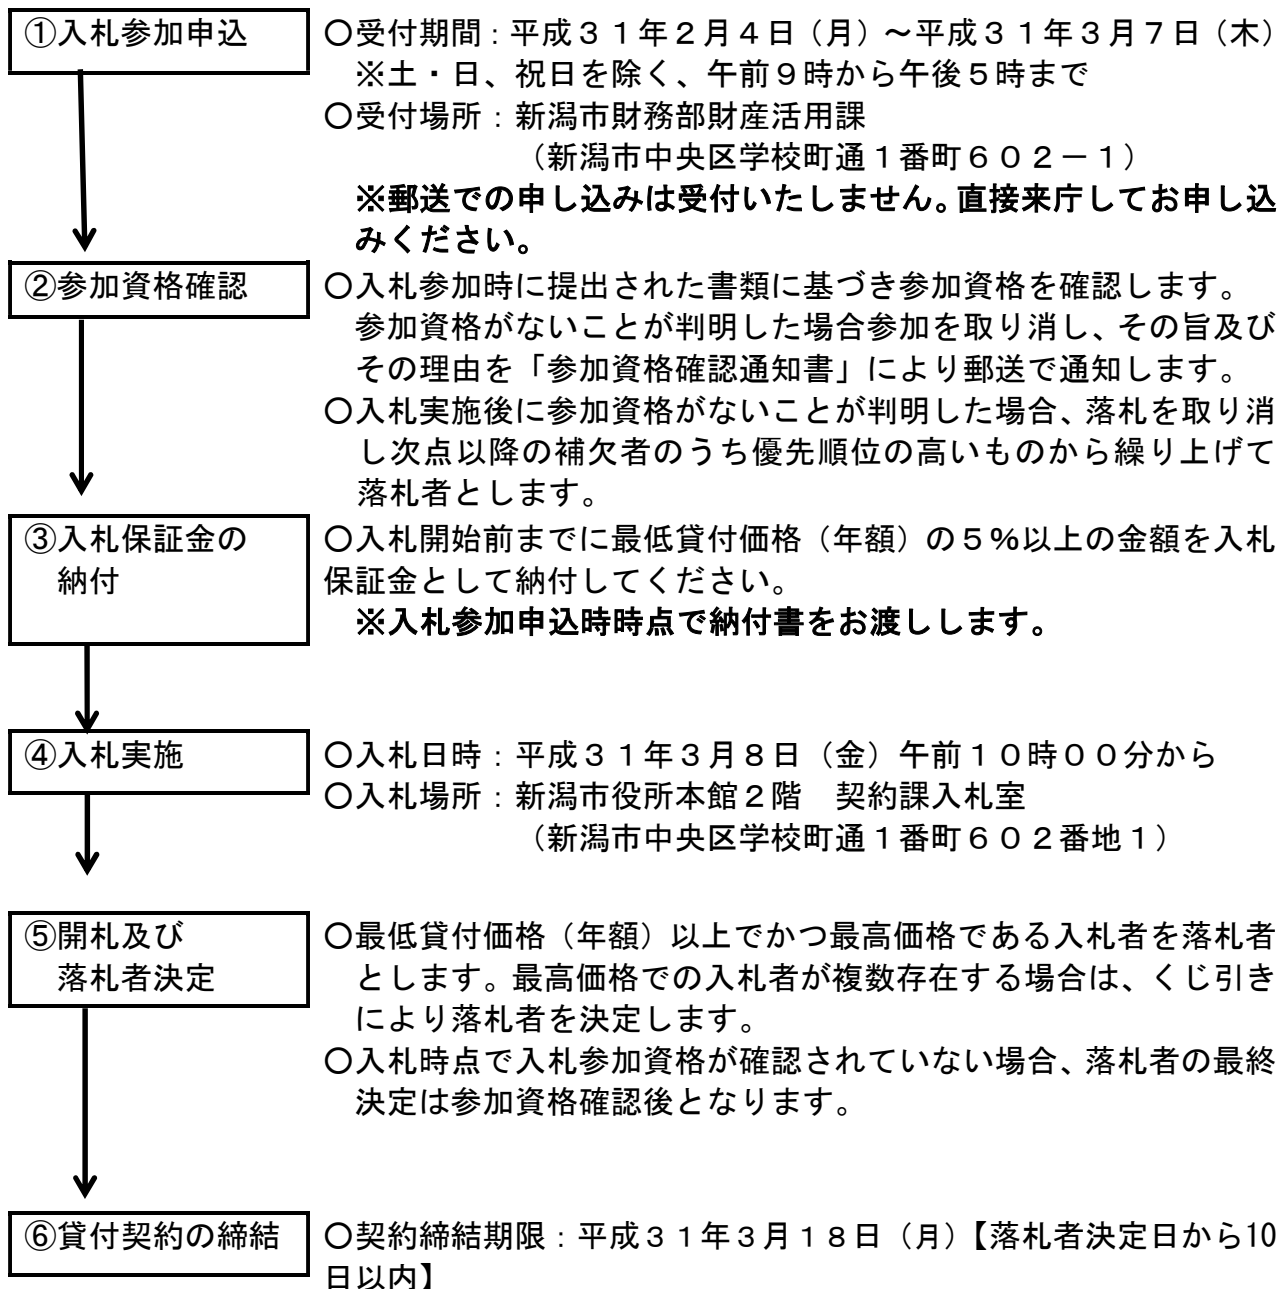 ①入札参加申込
〇受付期間：平成３１年２月４日（月）～平成３１年３月７日（木）
※土・日、祝日を除く、午前９時から午後５時まで
〇受付場所：新潟市財務部財産活用課
（新潟市中央区学校町通１番町６０２－１）
※郵送での申し込みは受付いたしません。直接来庁してお申し込
みください。
②参加資格確認
〇入札参加時に提出された書類に基づき参加資格を確認します。
参加資格がないことが判明した場合参加を取り消し、その旨及び
その理由を「参加資格確認通知書」により郵送で通知します。
〇入札実施後に参加資格がないことが判明した場合、落札を取り消
し次点以降の補欠者のうち優先順位の高いものから繰り上げて
落札者とします。
③入札保証金の
納付
〇入札開始前までに最低貸付価格（年額）の５％以上の金額を入札
保証金として納付してください。
※入札参加申込時時点で納付書をお渡しします。
④入札実施
〇入札日時：平成３１年３月８日（金）午前１０時００分から
〇入札場所：新潟市役所本館２階　契約課入札室
（新潟市中央区学校町通１番町６０２番地１）
⑤開札及び
落札者決定
〇最低貸付価格（年額）以上でかつ最高価格である入札者を落札者
とします。最高価格での入札者が複数存在する場合は、くじ引き
により落札者を決定します。
〇入札時点で入札参加資格が確認されていない場合、落札者の最終
決定は参加資格確認後となります。
⑥貸付契約の締結
〇契約締結期限：平成３１年３月１８日（月）【落札者決定日から10
日以内】